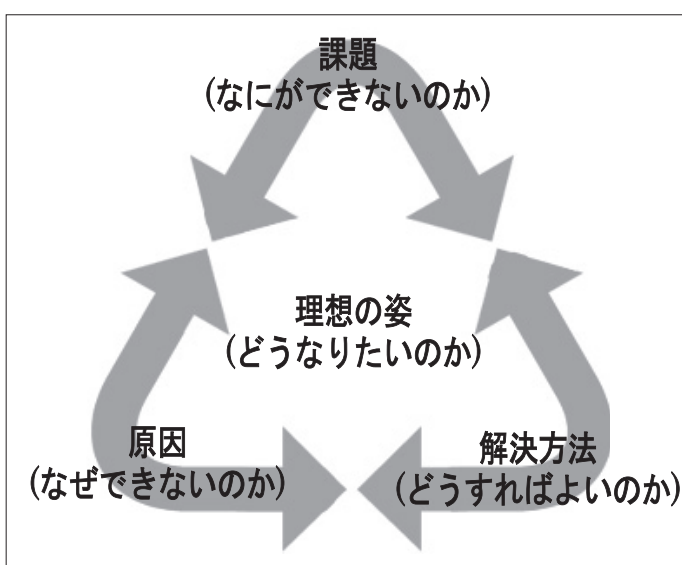 課題
(なにができないのか)
理想の姿
(どうなりたいのか)
原因
(なぜできないのか)
解決方法
(どうすればよいのか)